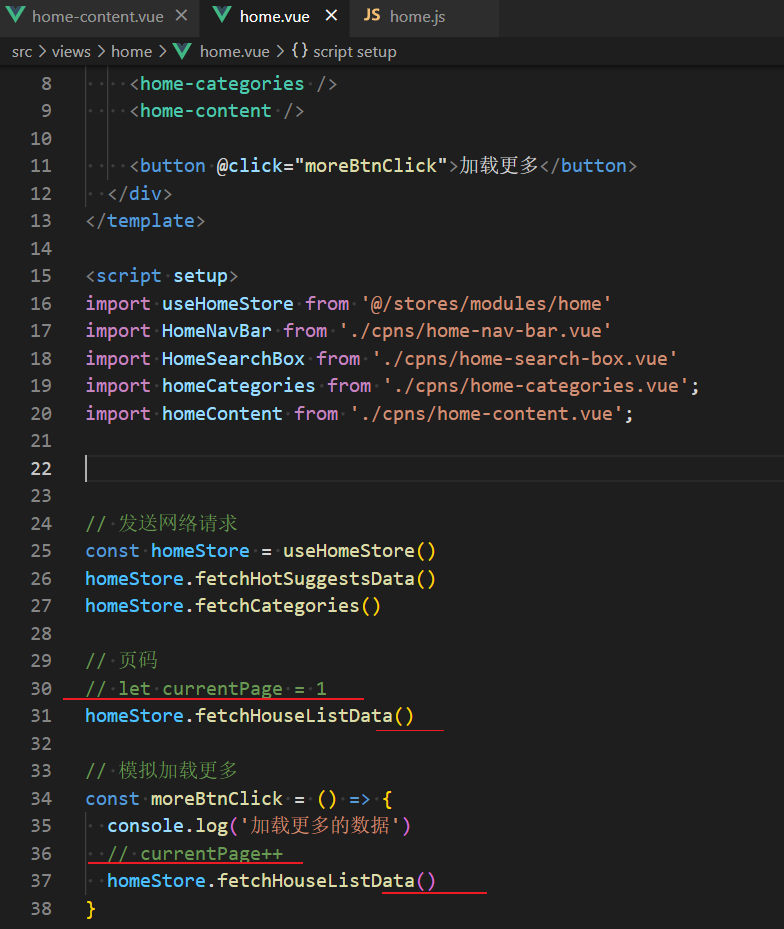 home-content.vue × home.vue × JS home.js
src > views > home > home.vue > {} script setup
8 <home-categories />
9 <home-content />
10
11 <button @click="moreBtnClick">加载更多</button>
12 </div>
13 </template>
14
15 <script setup>
16 import useHomeStore from '@/stores/modules/home'
17 import HomeNavBar from './cpns/home-nav-bar.vue'
18 import HomeSearchBox from './cpns/home-search-box.vue'
19 import homeCategories from './cpns/home-categories.vue';
20 import homeContent from './cpns/home-content.vue';
21
22
23
24 // 发送网络请求
25 const homeStore = useHomeStore()
26 homeStore.fetchHotSuggestsData()
27 homeStore.fetchCategories()
28
29 // 页码
30 // let currentPage = 1
31 homeStore.fetchHouseListData()
32
33 // 模拟加载更多
34 const moreBtnClick = () => {
35 console.log('加载更多的数据')
36 // currentPage++
37 homeStore.fetchHouseListData()
38 }